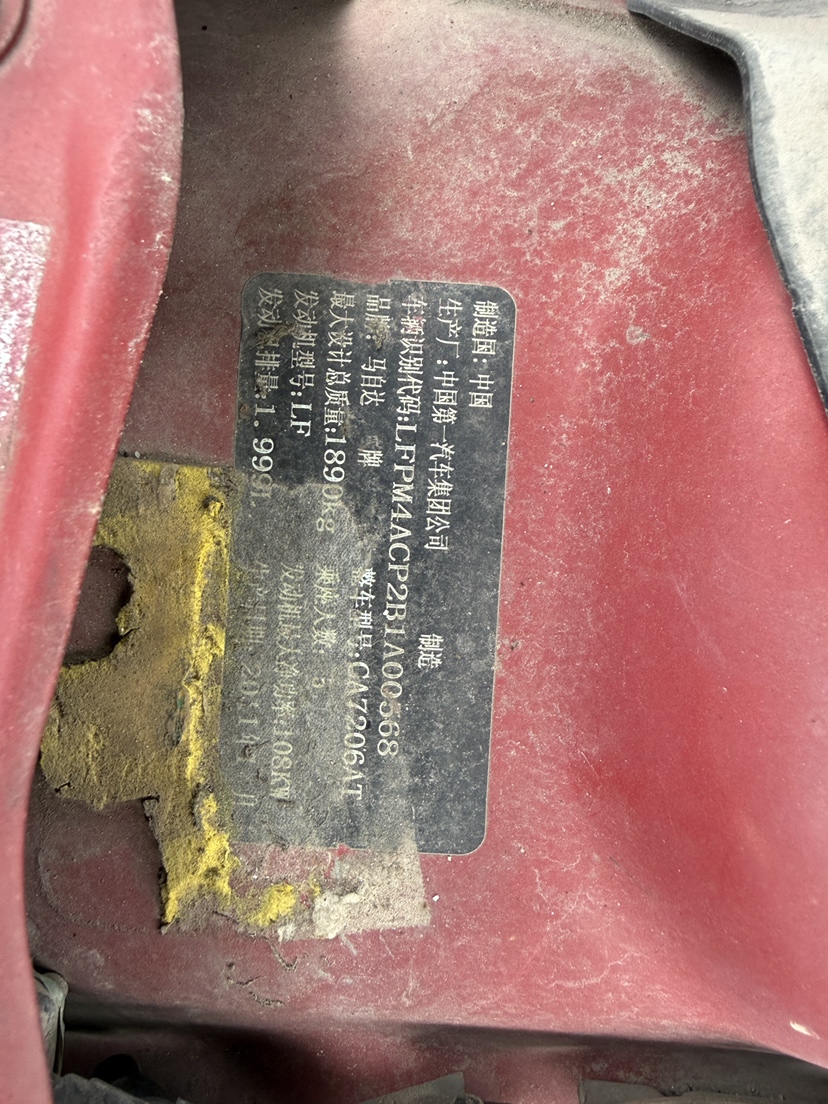 制造国:中国
生产厂:中国第一汽车集团公司 制造
车辆识别代码:LFPM4ACP2B1A00568
品牌: 马自达 牌 整车型号:CA7206AT
最大设计总质量:1890kg 乘座人数: 5
发动机型号:LF 发动机最大净功率:108KW
发动 排量:1.999L